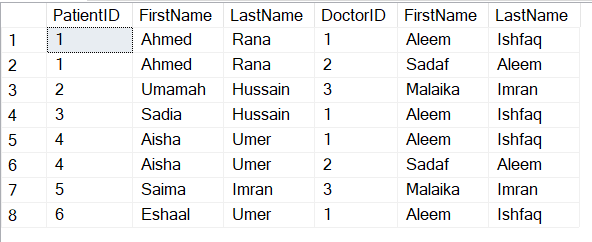 PatientID FirstName LastName DoctorID FirstName LastName
1 1 Ahmed Rana 1 Aleem Ishfaq
2 1 Ahmed Rana 2 Sadaf Aleem
3 2 Umamah Hussain 3 Malaika Imran
4 3 Sadia Hussain 1 Aleem Ishfaq
5 4 Aisha Umer 1 Aleem Ishfaq
6 4 Aisha Umer 2 Sadaf Aleem
7 5 Saima Imran 3 Malaika Imran
8 6 Eshaal Umer 1 Aleem Ishfaq